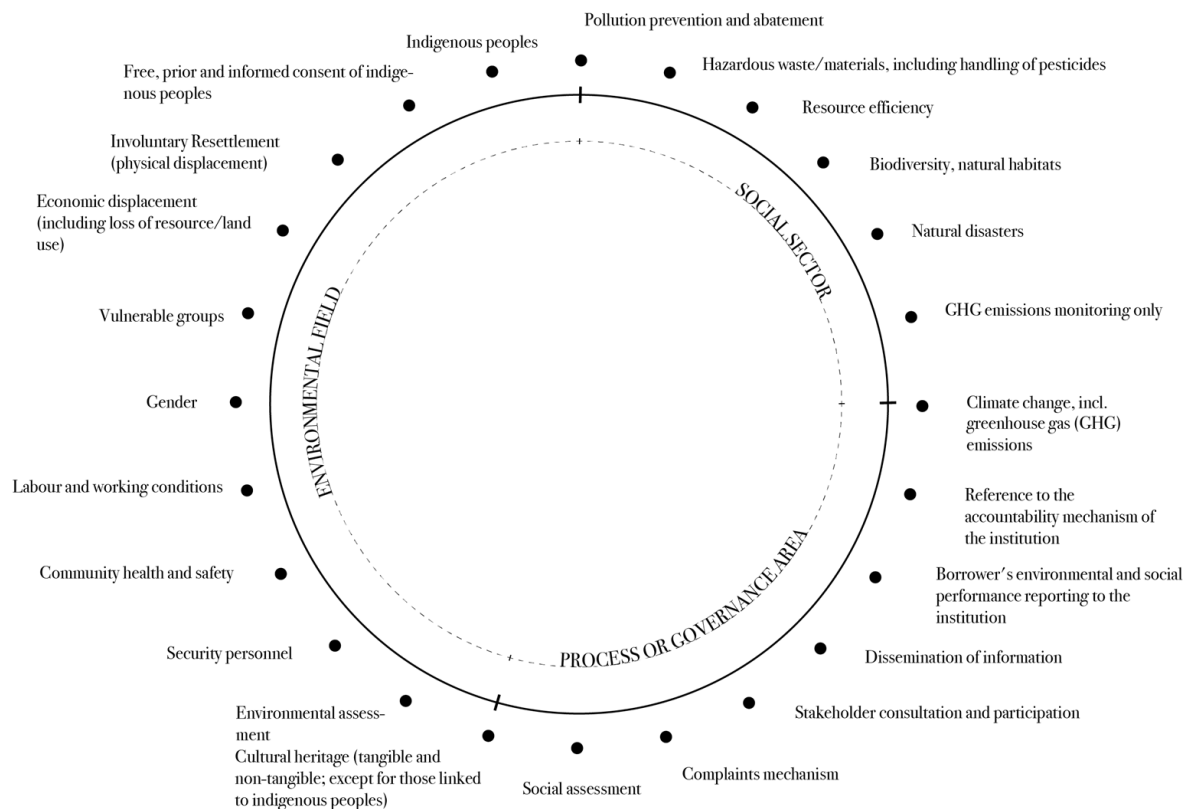 Pollution prevention and abatement
Indigenous peoples
Hazardous waste/materials, including handling of pesticides
Free, prior and informed consent of indige-
nous peoples
Resource efficiency
Involuntary Resettlement
(physical displacement)
Biodiversity, natural habitats
Economic displacement
(including loss of resource/land
use)
Natural disasters
SOCIAL SECTOR
ENVIRONMENTAL FIELD
Vulnerable groups
GHG emissions monitoring only
Gender
Climate change, incl.
greenhouse gas (GHG)
emissions
Labour and working conditions
Reference to the
accountability mechanism of
the institution
Community health and safety
Borrower's environmental and social
performance reporting to the
institution
PROCESS OR GOVERNANCE AREA
Security personnel
Dissemination of information
Environmental assess-
ment
Cultural heritage (tangible and
non-tangible; except for those linked
to indigenous peoples)
Stakeholder consultation and participation
Social assessment
Complaints mechanism